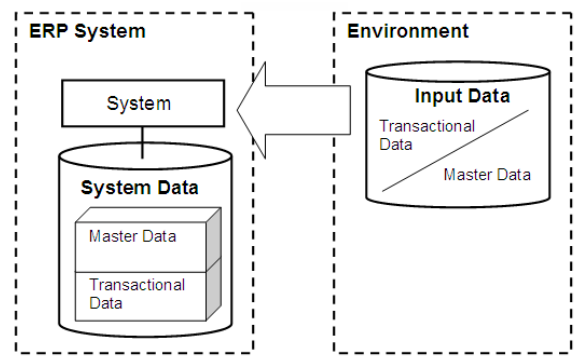 ERP System
System
System Data
Master Data
Transactional
Data
Environment
Input Data
Transactional
Data
Master Data